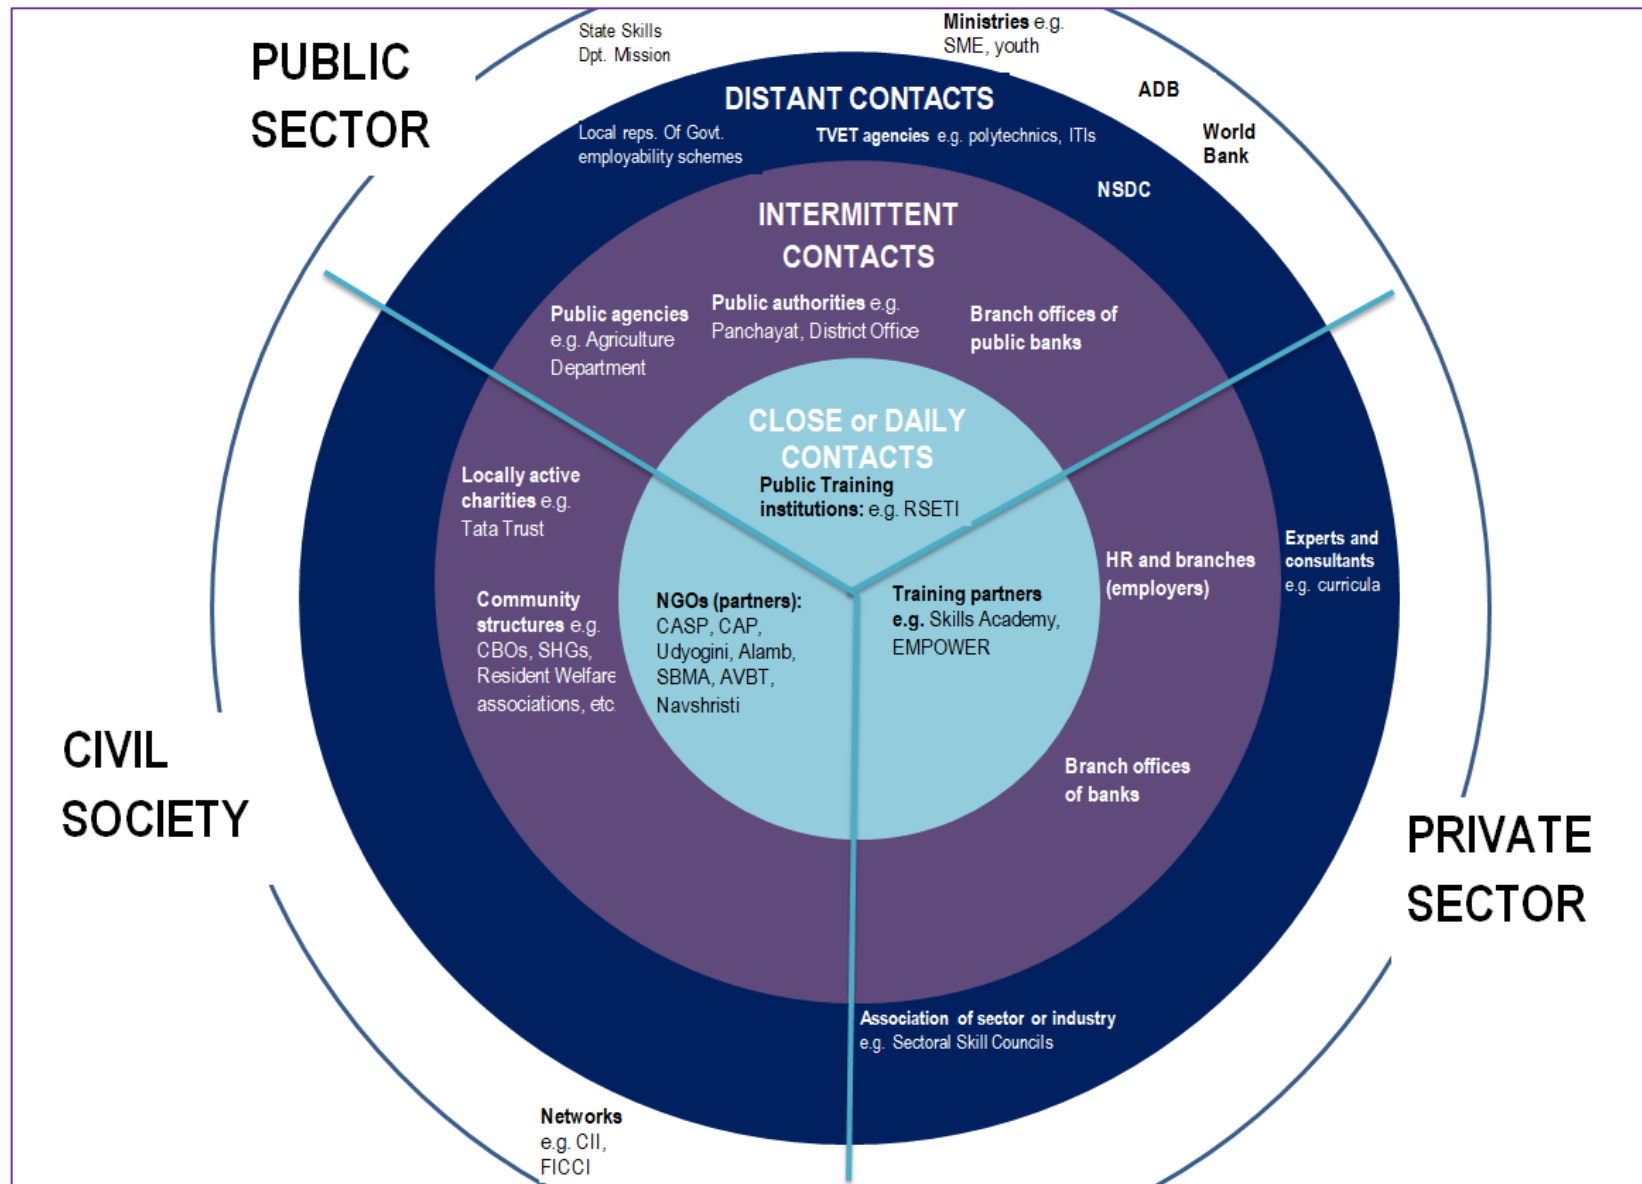 PUBLIC
SECTOR
State Skills
Dpt. Mission
Ministries e.g.
SME, youth
ADB
World
Bank
DISTANT CONTACTS
Local reps. Of Govt.
employability schemes
TVET agencies e.g. polytechnics, ITIs
NSDC
INTERMITTENT
CONTACTS
Public agencies
e.g. Agriculture
Department
Public authorities e.g.
Panchayat, District Office
Branch offices of
public banks
CLOSE or DAILY
CONTACTS
Public Training
institutions: e.g. RSETI
Locally active
charities e.g.
Tata Trust
Community
structures e.g.
CBOs, SHGs,
Resident Welfare
associations, etc.
NGOs (partners):
CASP, CAP,
Udyogini, Alamb,
SBMA, AVBT,
Navshristi
Training partners
e.g. Skills Academy,
EMPOWER
HR and branches
(employers)
Experts and
consultants
e.g. curricula
Branch offices
of banks
CIVIL
SOCIETY
PRIVATE
SECTOR
Association of sector or industry
e.g. Sectoral Skill Councils
Networks
e.g. CII,
FICCI